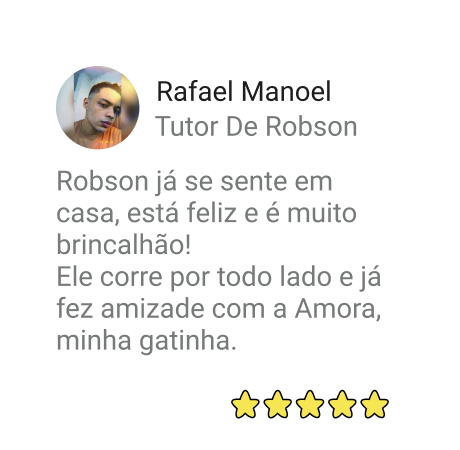 Rafael Manoel
Tutor De Robson
Robson já se sente em
casa, está feliz e é muito
brincalhão!
Ele corre por todo lado e já
fez amizade com a Amora,
minha gatinha.